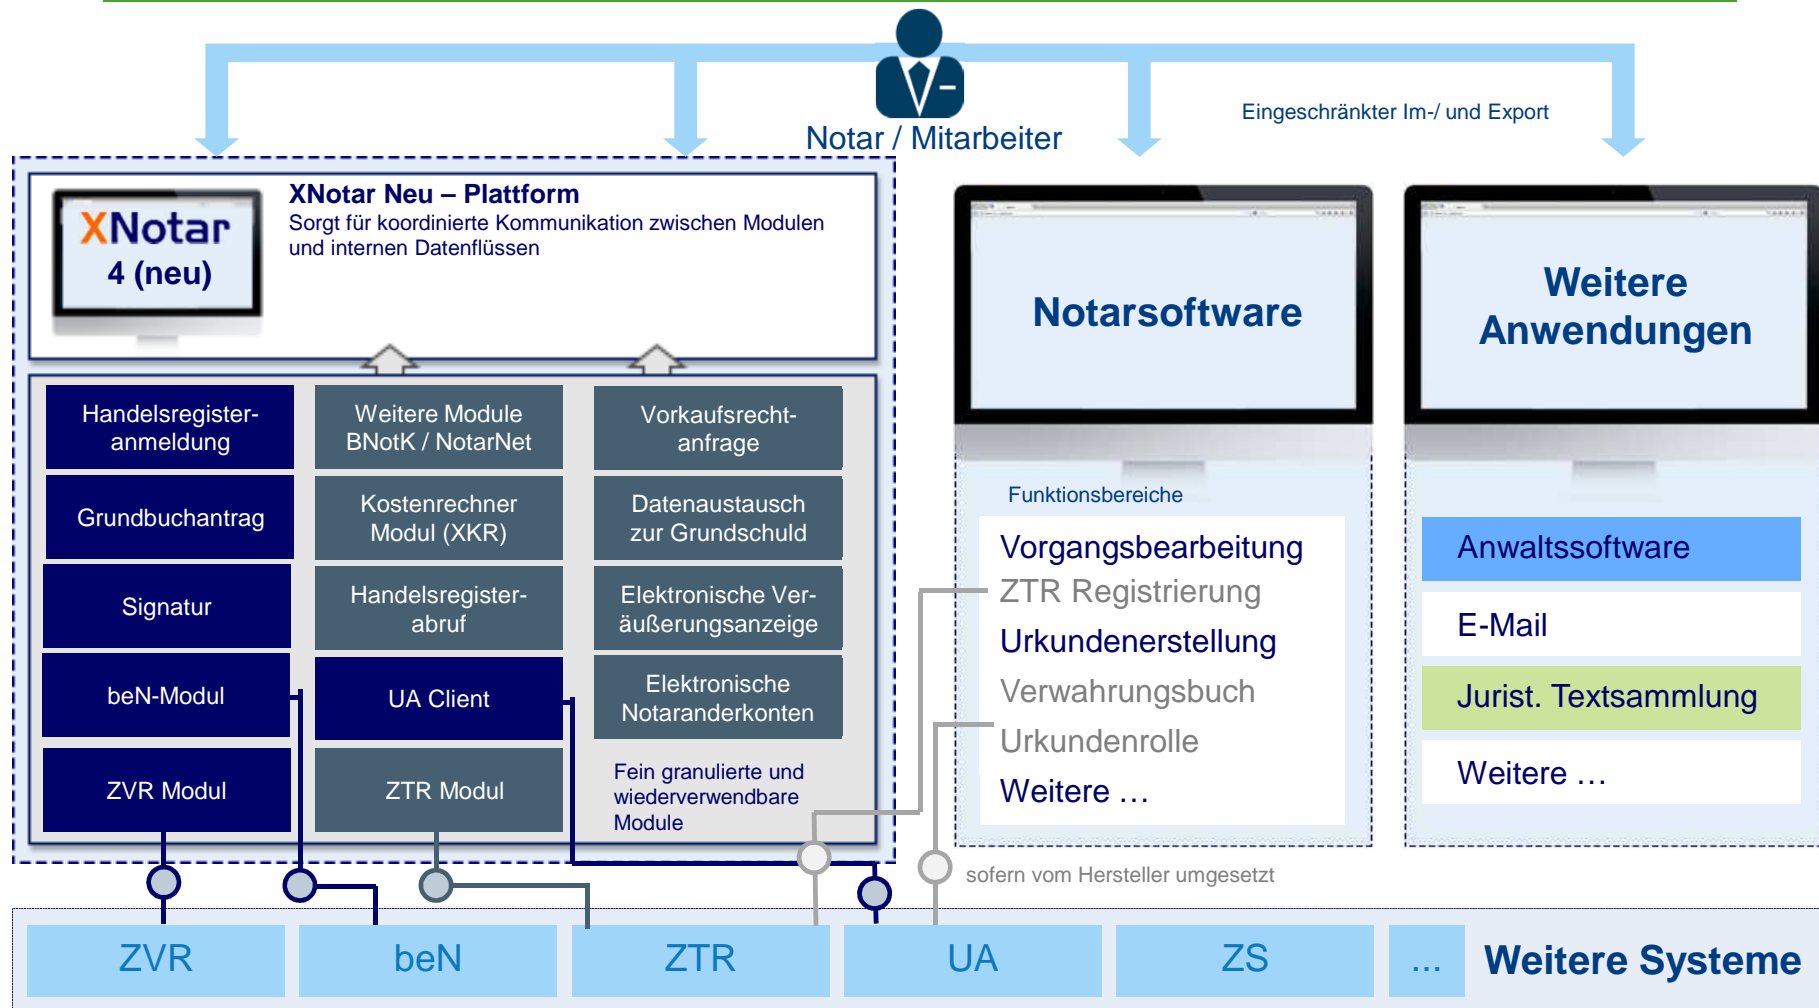 Notar / Mitarbeiter
Eingeschränkter Im-/ und Export
XNotar
4 (neu)
XNotar Neu – Plattform
Sorgt für koordinierte Kommunikation zwischen Modulen
und internen Datenflüssen
Handelsregister-
anmeldung
Grundbuchantrag
Signatur
beN-Modul
ZVR Modul
Weitere Module
BNotK / NotarNet
Kostenrechner
Modul (XKR)
Handelsregister-
abruf
UA Client
ZTR Modul
Vorkaufsrecht-
anfrage
Datenaustausch
zur Grundschuld
Elektronische Ver-
äußerungsanzeige
Elektronische
Notaranderkonten
Fein granulierte und
wiederverwendbare
Module
Notarsoftware
Funktionsbereiche
Vorgangsbearbeitung
ZTR Registrierung
Urkundenerstellung
Verwahrungsbuch
Urkundenrolle
Weitere …
sofern vom Hersteller umgesetzt
Weitere
Anwendungen
Anwaltssoftware
E-Mail
Jurist. Textsammlung
Weitere …
ZVR
beN
ZTR
UA
ZS
...
Weitere Systeme